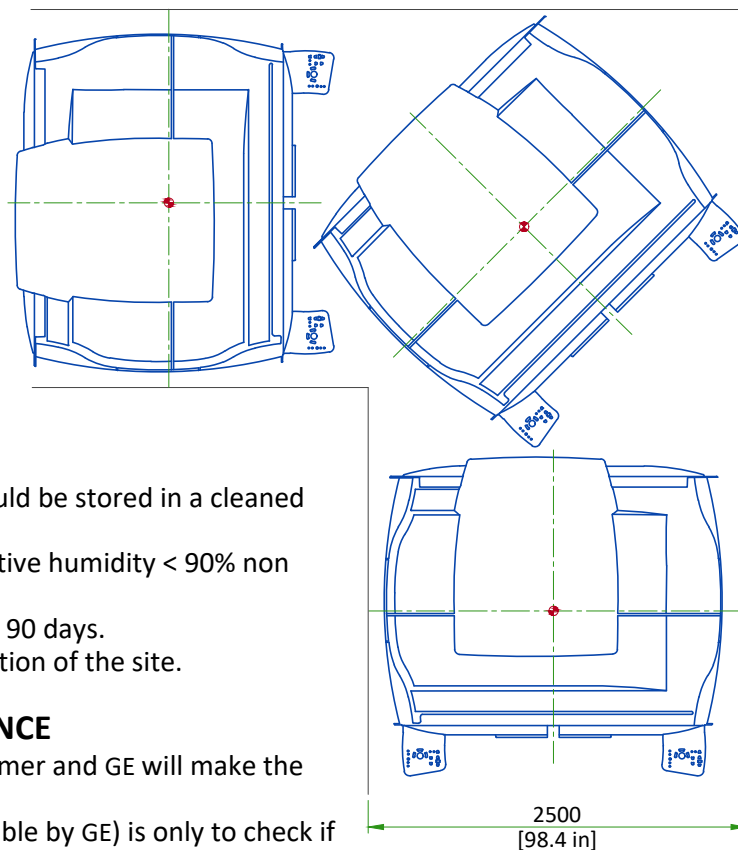 uld be stored in a cleaned
tive humidity < 90% non
90 days.
tion of the site.
NCE
mer and GE will make the
ble by GE) is only to check if
2500
[98.4 in]